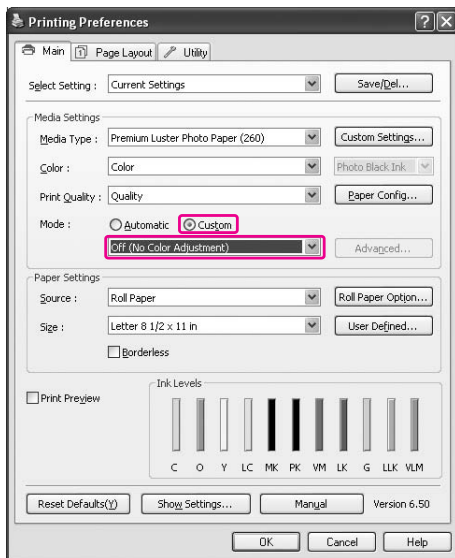 Printing Preferences
Main Page Layout Utility
Select Setting : Current Settings Save/Del...
Media Settings
Media Type : Premium Luster Photo Paper (260) Custom Settings...
Color : Color Photo Black Ink
Print Quality : Quality Paper Config...
Mode : Automatic Custom
Off (No Color Adjustment) Advanced...
Paper Settings
Source : Roll Paper Roll Paper Option...
Size : Letter 8 1/2 x 11 in User Defined...
Borderless
Print Preview
Ink Levels
C O Y LC MK PK VM LK G LLK VLM
Reset Defaults(Y) Show Settings... Manual Version 6.50
OK Cancel Help